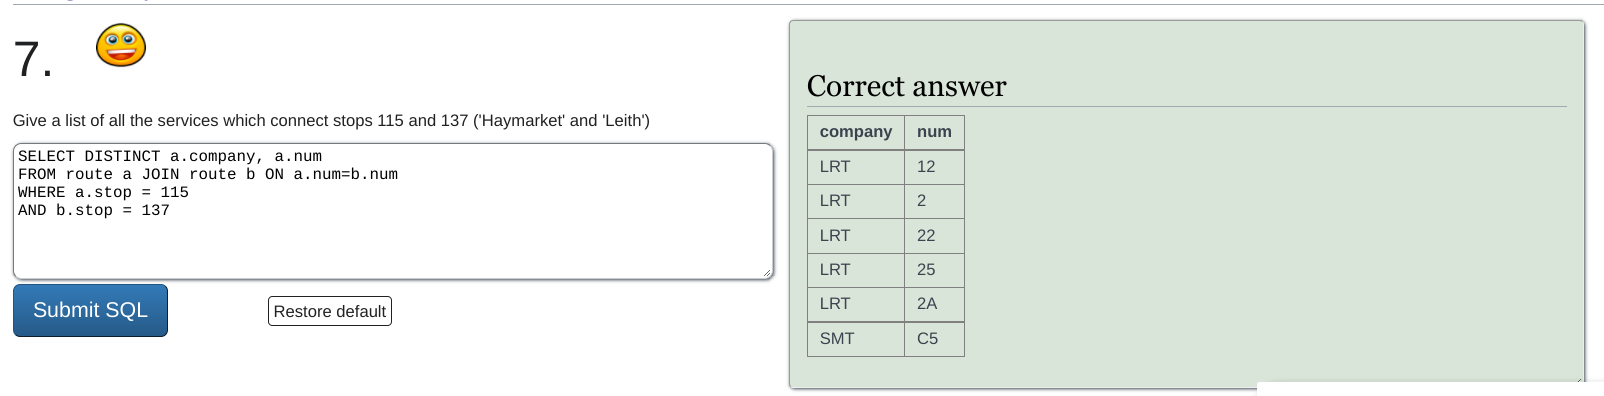 7.
Give a list of all the services which connect stops 115 and 137 ('Haymarket' and 'Leith')
SELECT DISTINCT a.company, a.num
FROM route a JOIN route b ON a.num=b.num
WHERE a.stop = 115
AND b.stop = 137
Submit SQL
Restore default
Correct answer
company num
LRT 12
LRT 2
LRT 22
LRT 25
LRT 2A
SMT C5